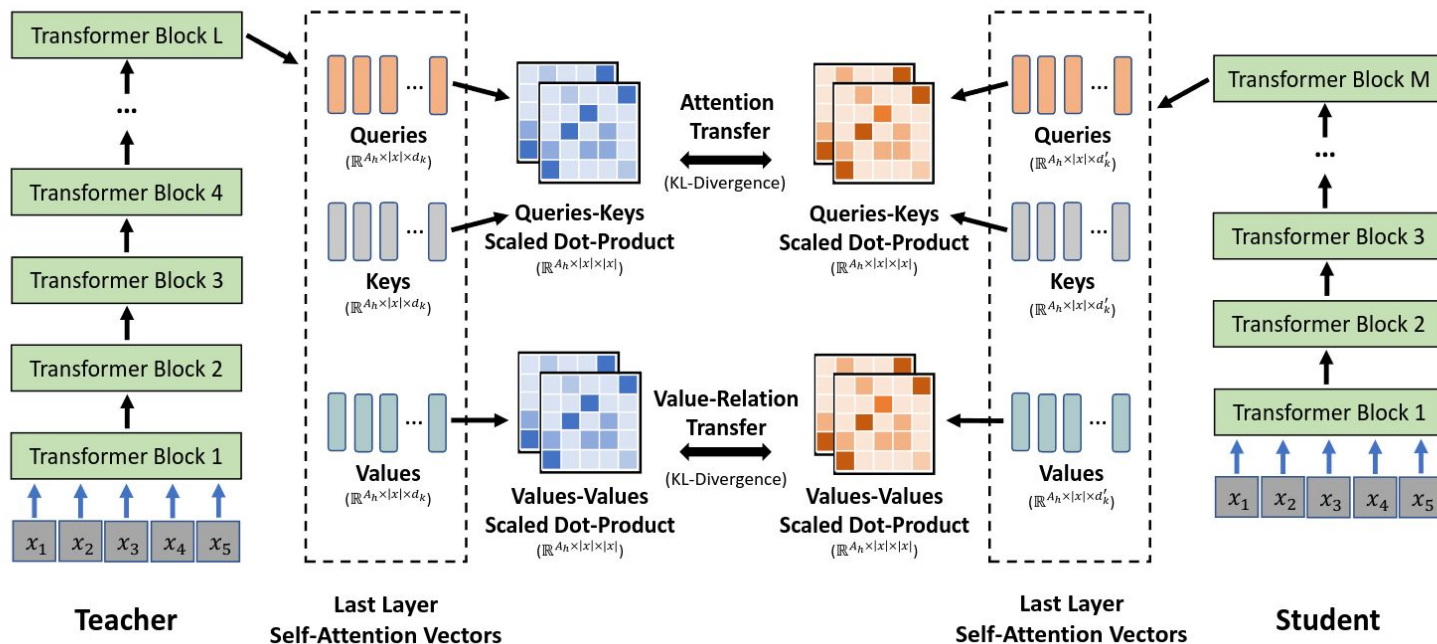 Transformer Block L
...
Transformer Block 4
Transformer Block 3
Transformer Block 2
Transformer Block 1
x₁ x₂ x₃ x₄ x₅
Teacher
...
Queries
(ℝ^{A_h×|x|×d_k})
...
Keys
(ℝ^{A_h×|x|×d_k})
...
Values
(ℝ^{A_h×|x|×d_k})
Last Layer
Self-Attention Vectors
Queries-Keys
Scaled Dot-Product
(ℝ^{A_h×|x|×|x|})
Values-Values
Scaled Dot-Product
(ℝ^{A_h×|x|×|x|})
Attention
Transfer
(KL-Divergence)
Value-Relation
Transfer
(KL-Divergence)
Queries-Keys
Scaled Dot-Product
(ℝ^{A_h×|x|×|x|})
Values-Values
Scaled Dot-Product
(ℝ^{A_h×|x|×|x|})
...
Queries
(ℝ^{A_h×|x|×d'_k})
...
Keys
(ℝ^{A_h×|x|×d'_k})
...
Values
(ℝ^{A_h×|x|×d'_k})
Last Layer
Self-Attention Vectors
Transformer Block M
...
Transformer Block 3
Transformer Block 2
Transformer Block 1
x₁ x₂ x₃ x₄ x₅
Student